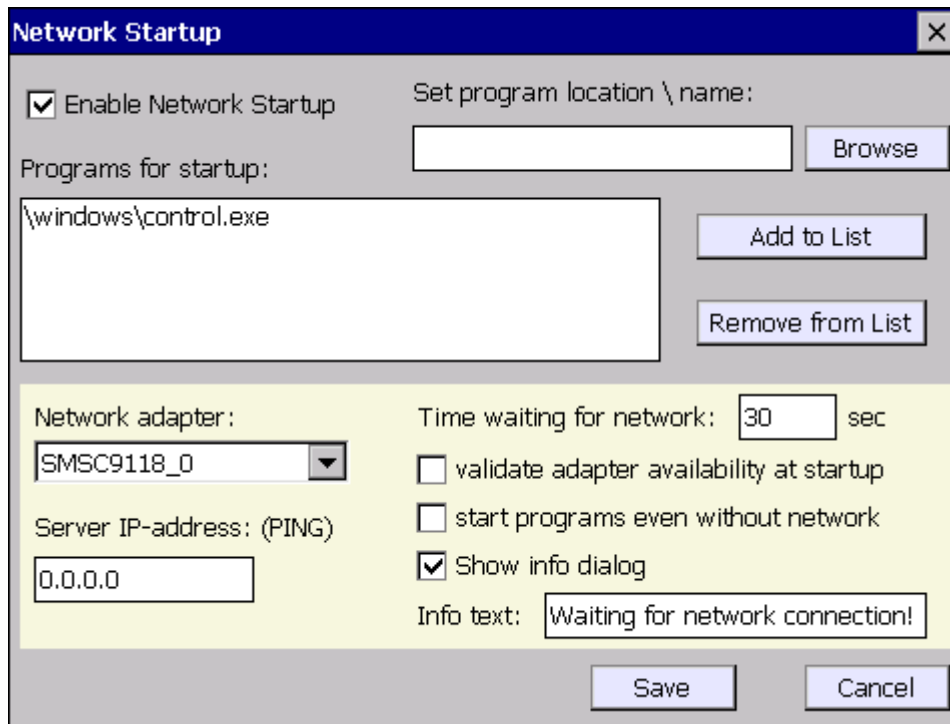 Network Startup
Enable Network Startup
Set program location \ name:
Browse
Programs for startup:
\windows\control.exe
Add to List
Remove from List
Network adapter:
SMSC9118_0
Server IP-address: (PING)
0.0.0.0
Time waiting for network: 30 sec
validate adapter availability at startup
start programs even without network
Show info dialog
Info text: Waiting for network connection!
Save
Cancel